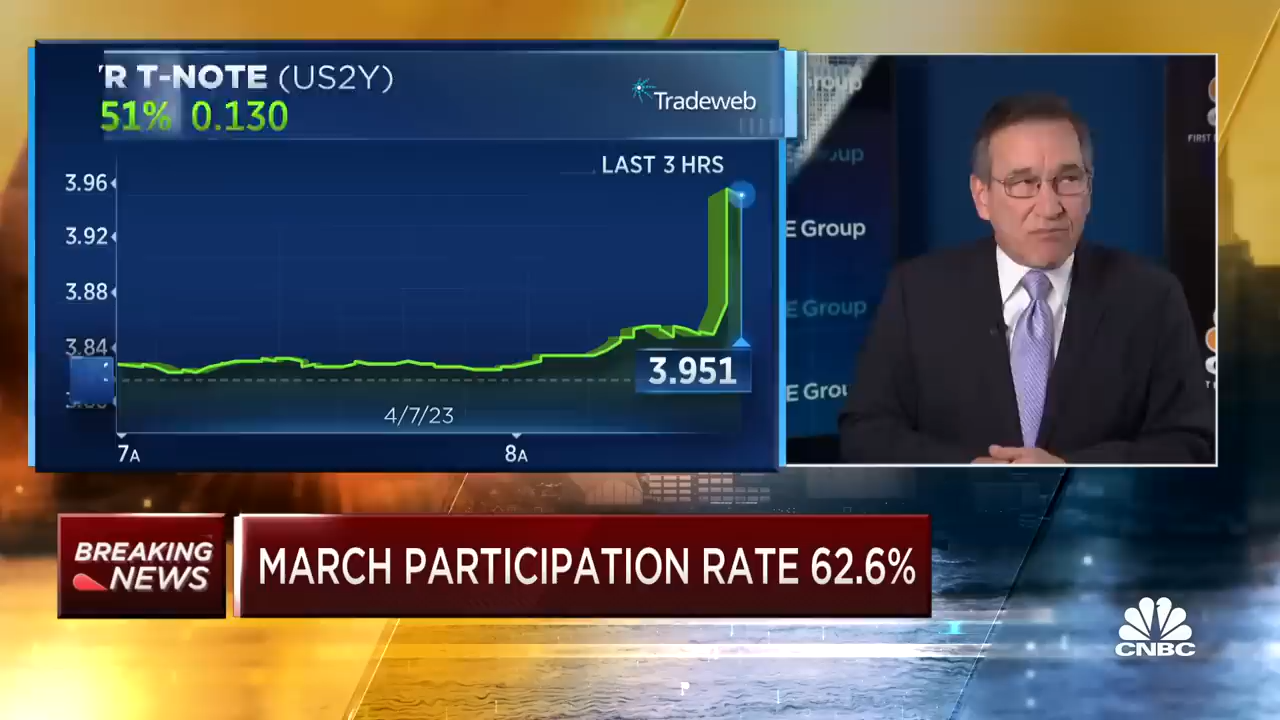 R T-NOTE (US2Y)
51% 0.130
Tradeweb
LAST 3 HRS
3.96
3.92
3.88
3.84
3.951
4/7/23
7A
8A
Group
E Group
E Group
FIRST
BREAKING
NEWS
MARCH PARTICIPATION RATE 62.6%
CNBC